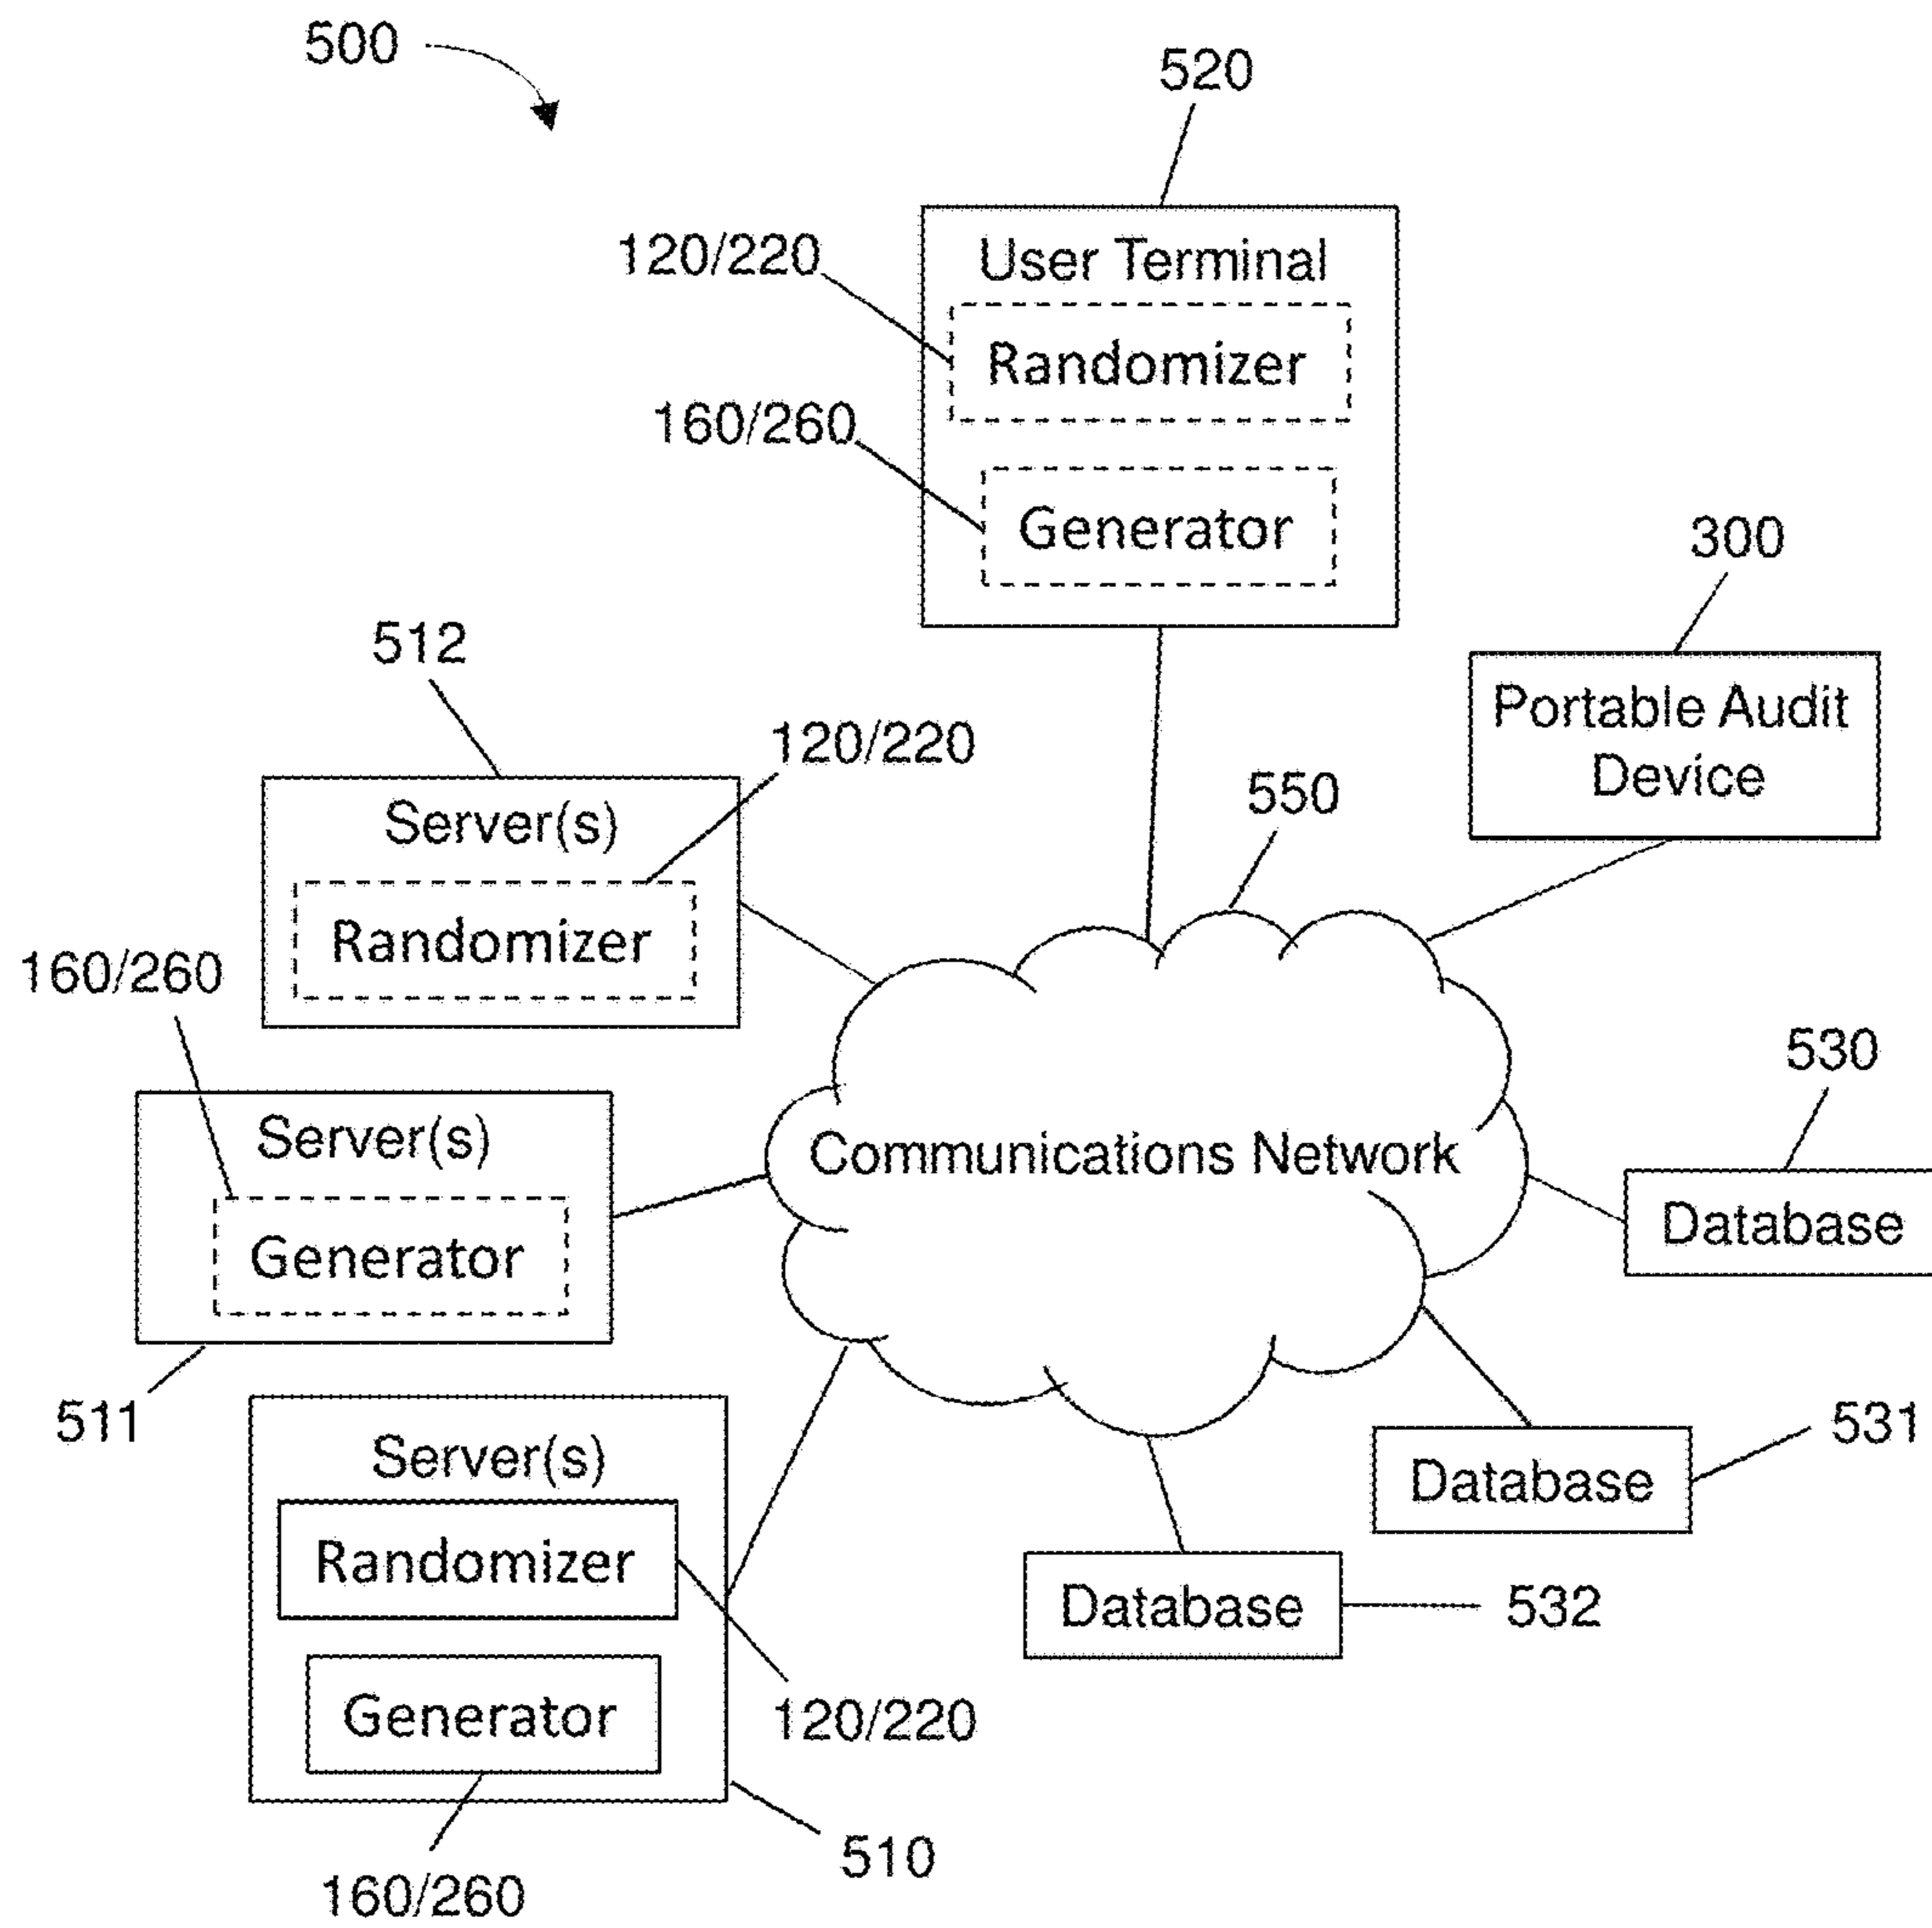 500
520
120/220
User Terminal
Randomizer
160/260
Generator
300
512
Portable Audit
Device
120/220
550
Server(s)
Randomizer
160/260
530
Server(s)
Communications Network
Database
Generator
511
531
Server(s)
Database
Randomizer
Database
532
Generator
120/220
510
160/260